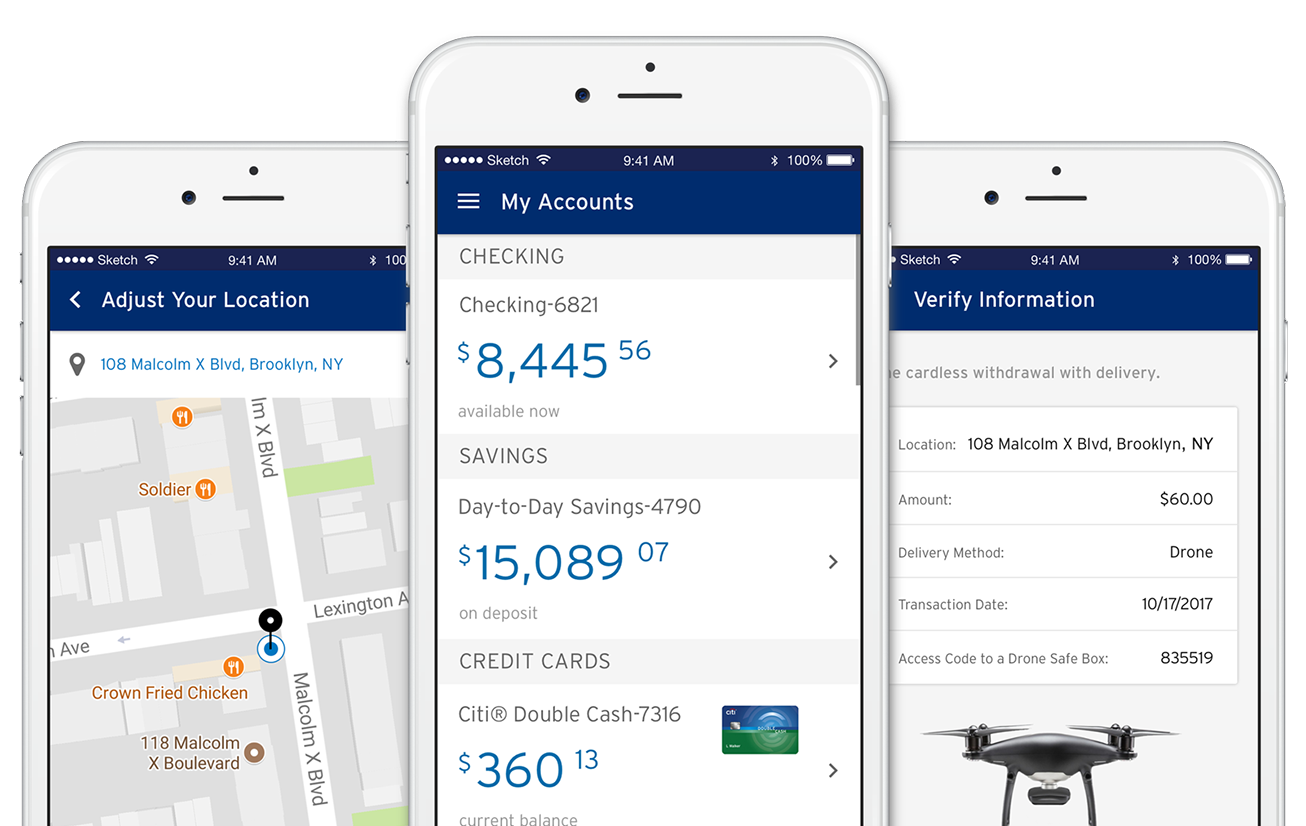 Sketch 9:41 AM 100
Adjust Your Location
108 Malcolm X Blvd, Brooklyn, NY
lm X Blvd
Soldier
Lexington A
Ave
Crown Fried Chicken
118 Malcolm
X Boulevard
Malcolm X Blvd
Sketch 9:41 AM 100%
My Accounts
CHECKING
Checking-6821
$8,445 56
available now
SAVINGS
Day-to-Day Savings-4790
$15,089 07
on deposit
CREDIT CARDS
Citi® Double Cash-7316
citi
DOUBLE
CASH
$360 13
current balance
Sketch 9:41 AM 100%
Verify Information
e cardless withdrawal with delivery.
Location: 108 Malcolm X Blvd, Brooklyn, NY
Amount: $60.00
Delivery Method: Drone
Transaction Date: 10/17/2017
Access Code to a Drone Safe Box: 835519